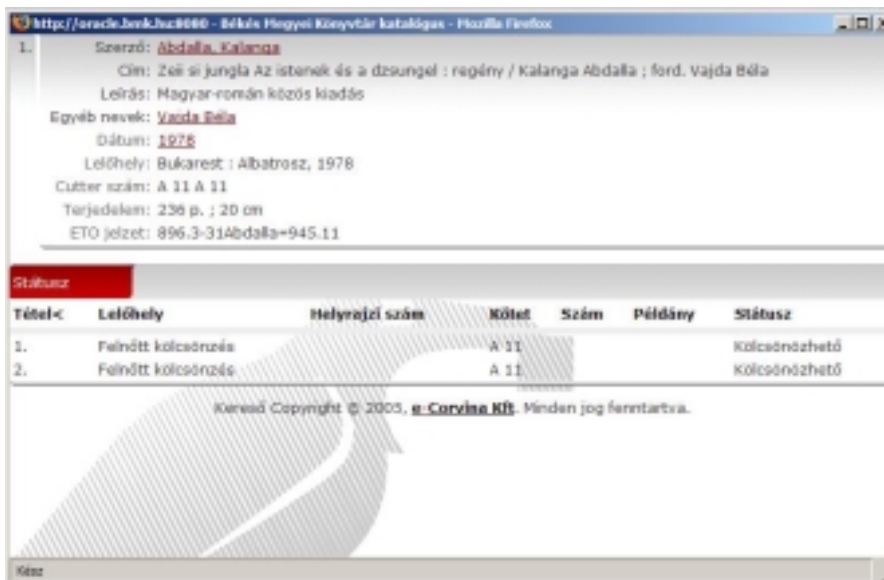 http://oracle.bmk.hu:8080 - Békés Megyei Könyvtár katalógus - Mozilla Firefox
1. Szerző: Abdalla, Kalanga
Cím: Zeii si jungla Az istenek és a dzsungel : regény / Kalanga Abdalla ; ford. Vajda Béla
Leírás: Magyar-román közös kiadás
Egyéb nevek: Vajda Béla
Dátum: 1978
Lelőhely: Bukarest : Albatrosz, 1978
Cutter szám: A 11 A 11
Terjedelem: 236 p. ; 20 cm
ETO jelzet: 896.3-31Abdalla=945.11
Státusz
Tétel< Lelőhely Helyrajzi szám Kötet Szám Példány Státusz
1. Felnőtt kölcsönzés A 11 Kölcsönözhető
2. Felnőtt kölcsönzés A 11 Kölcsönözhető
Kereső Copyright © 2005, e-Corvina Kft. Minden jog fenntartva.
Kész